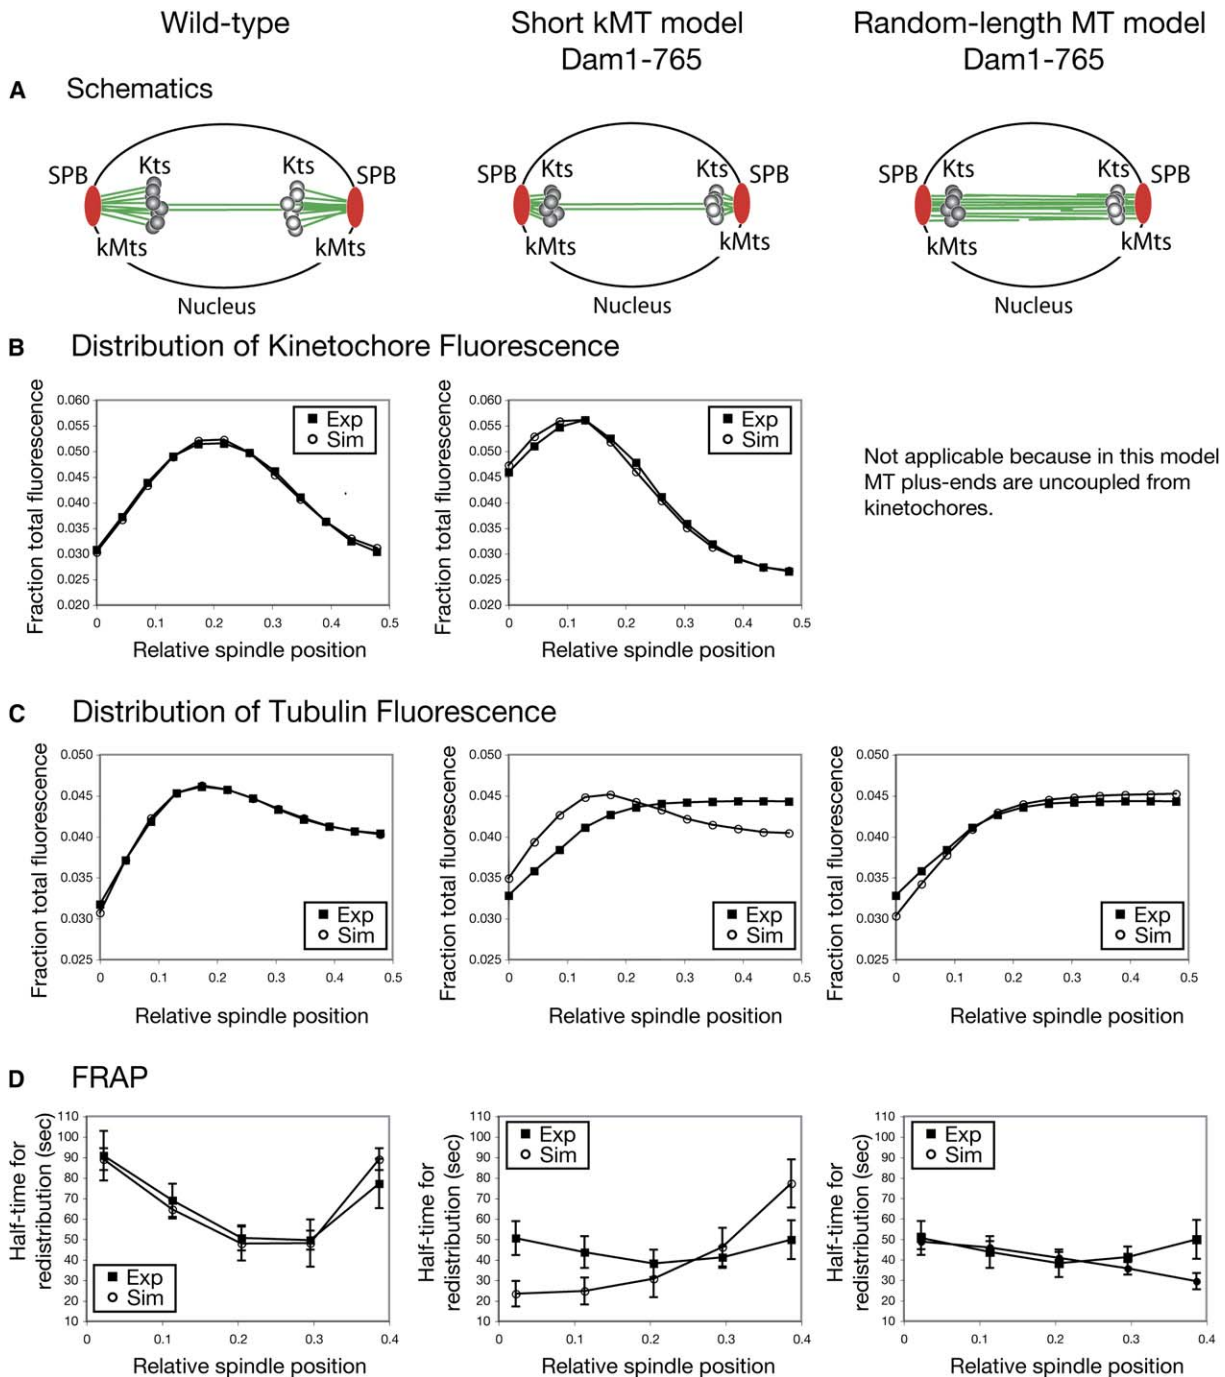 Wild-type
Short kMT model
Dam1-765
Random-length MT model
Dam1-765
A Schematics
SPB Kts Kts SPB
kMts kMts
Nucleus
SPB Kts Kts SPB
kMts kMts
Nucleus
SPB Kts Kts SPB
kMts kMts
Nucleus
B Distribution of Kinetochore Fluorescence
Fraction total fluorescence
0.060
0.055
0.050
0.045
0.040
0.035
0.030
0.025
0.020
Exp
Sim
0 0.1 0.2 0.3 0.4 0.5
Relative spindle position
Fraction total fluorescence
0.060
0.055
0.050
0.045
0.040
0.035
0.030
0.025
0.020
Exp
Sim
0 0.1 0.2 0.3 0.4 0.5
Relative spindle position
Not applicable because in this model
MT plus-ends are uncoupled from
kinetochores.
C Distribution of Tubulin Fluorescence
Fraction total fluorescence
0.050
0.045
0.040
0.035
0.030
0.025
Exp
Sim
0 0.1 0.2 0.3 0.4 0.5
Relative spindle position
Fraction total fluorescence
0.050
0.045
0.040
0.035
0.030
0.025
Exp
Sim
0 0.1 0.2 0.3 0.4 0.5
Relative spindle position
Fraction total fluorescence
0.050
0.045
0.040
0.035
0.030
0.025
Exp
Sim
0 0.1 0.2 0.3 0.4 0.5
Relative spindle position
D FRAP
Half-time for
redistribution (sec)
110
100
90
80
70
60
50
40
30
20
10
Exp
Sim
0 0.1 0.2 0.3 0.4
Relative spindle position
Half-time for
redistribution (sec)
110
100
90
80
70
60
50
40
30
20
10
Exp
Sim
0 0.1 0.2 0.3 0.4
Relative spindle position
Half-time for
redistribution (sec)
110
100
90
80
70
60
50
40
30
20
10
Exp
Sim
0 0.1 0.2 0.3 0.4
Relative spindle position